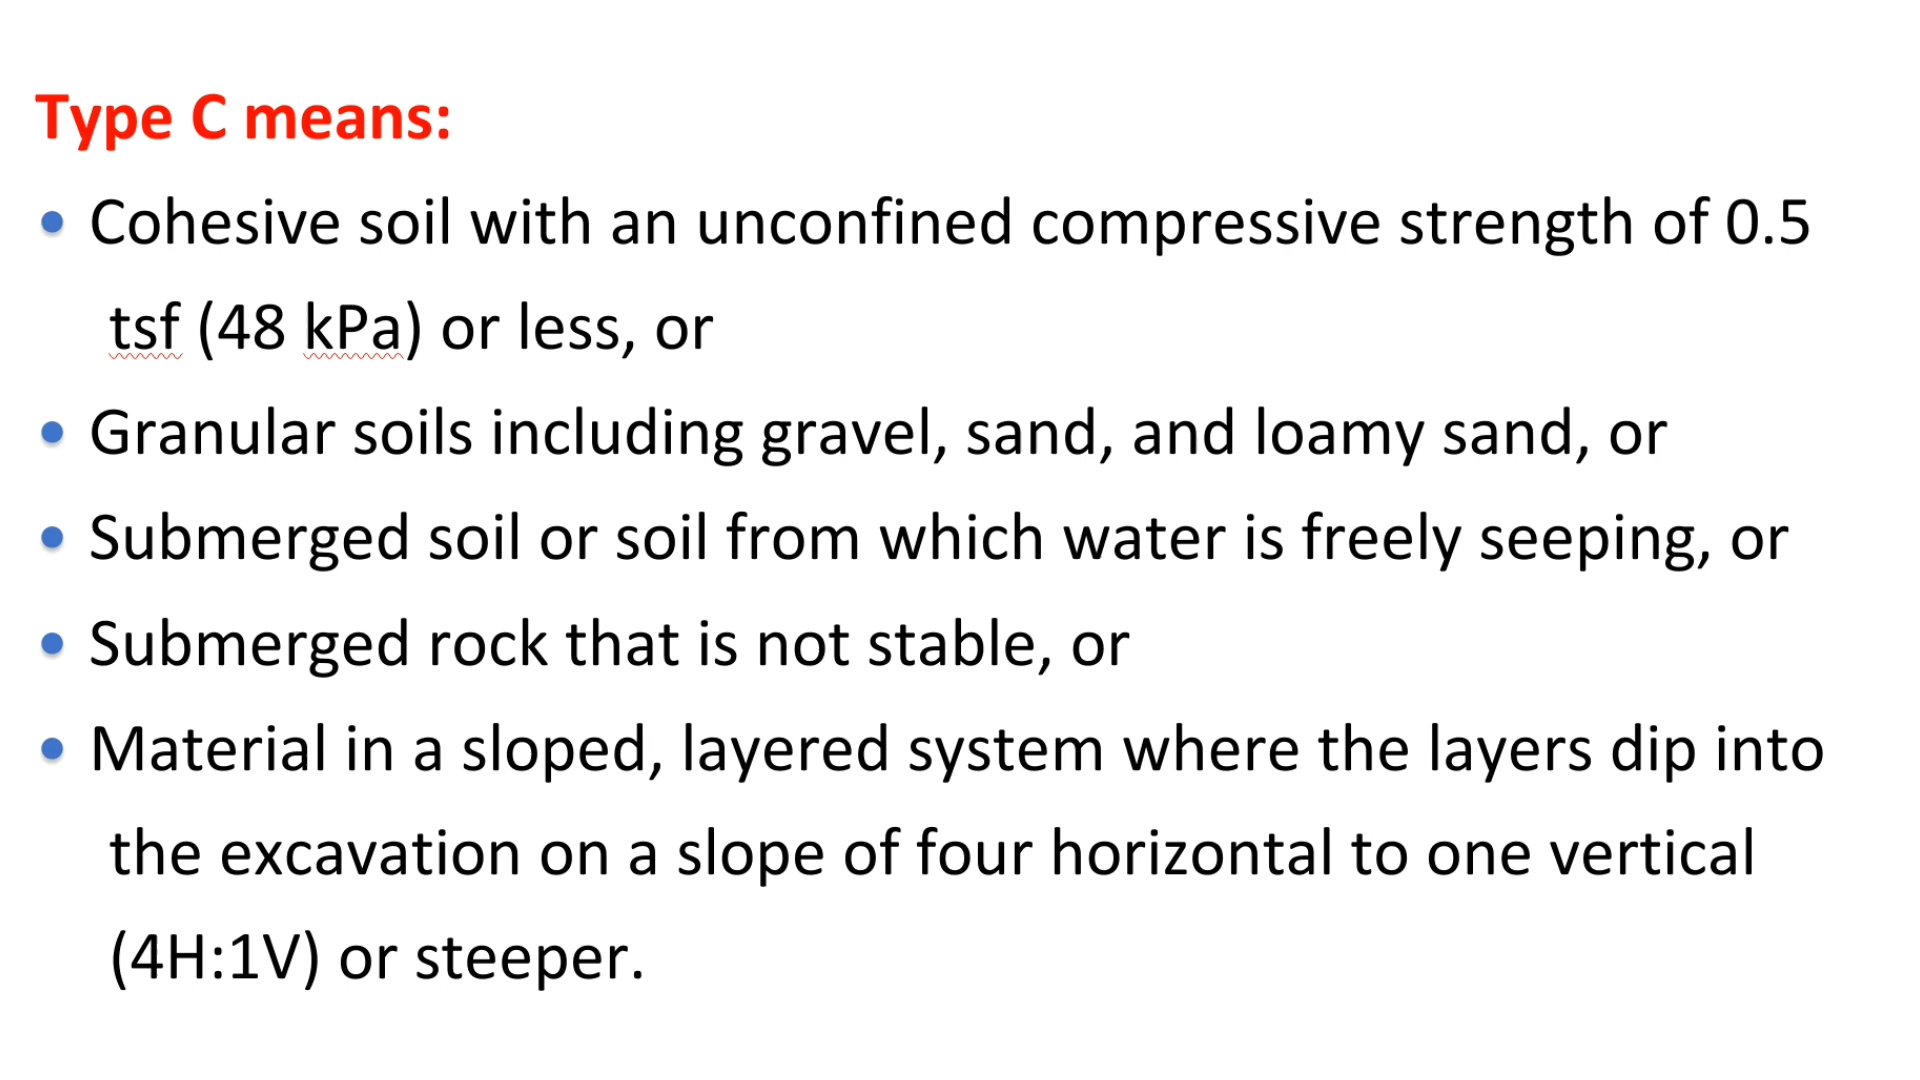 Type C means:
• Cohesive soil with an unconfined compressive strength of 0.5
tsf (48 kPa) or less, or
• Granular soils including gravel, sand, and loamy sand, or
• Submerged soil or soil from which water is freely seeping, or
• Submerged rock that is not stable, or
• Material in a sloped, layered system where the layers dip into
the excavation on a slope of four horizontal to one vertical
(4H:1V) or steeper.